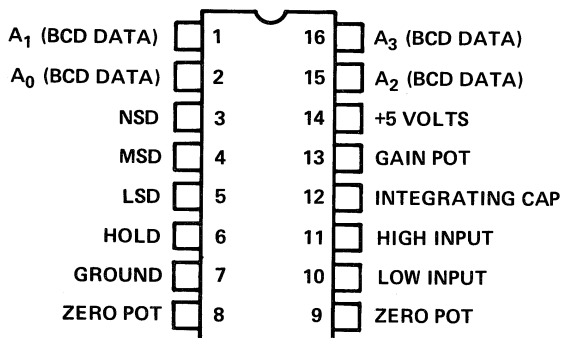 A₁ (BCD DATA) 1 16 A₃ (BCD DATA)
A₀ (BCD DATA) 2 15 A₂ (BCD DATA)
NSD 3 14 +5 VOLTS
MSD 4 13 GAIN POT
LSD 5 12 INTEGRATING CAP
HOLD 6 11 HIGH INPUT
GROUND 7 10 LOW INPUT
ZERO POT 8 9 ZERO POT